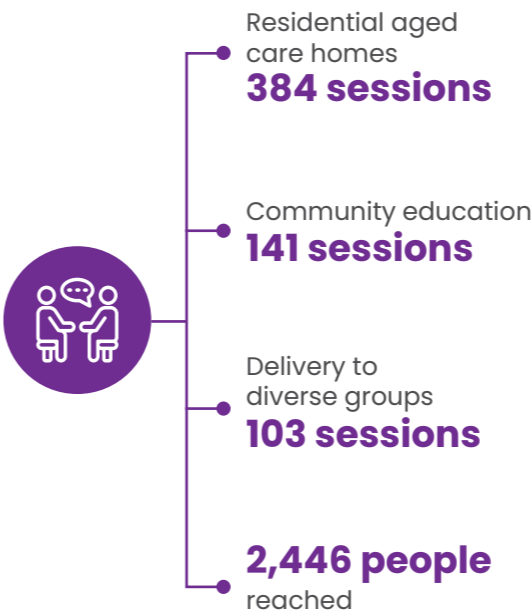 Residential aged
care homes
384 sessions
Community education
141 sessions
Delivery to
diverse groups
103 sessions
2,446 people
reached